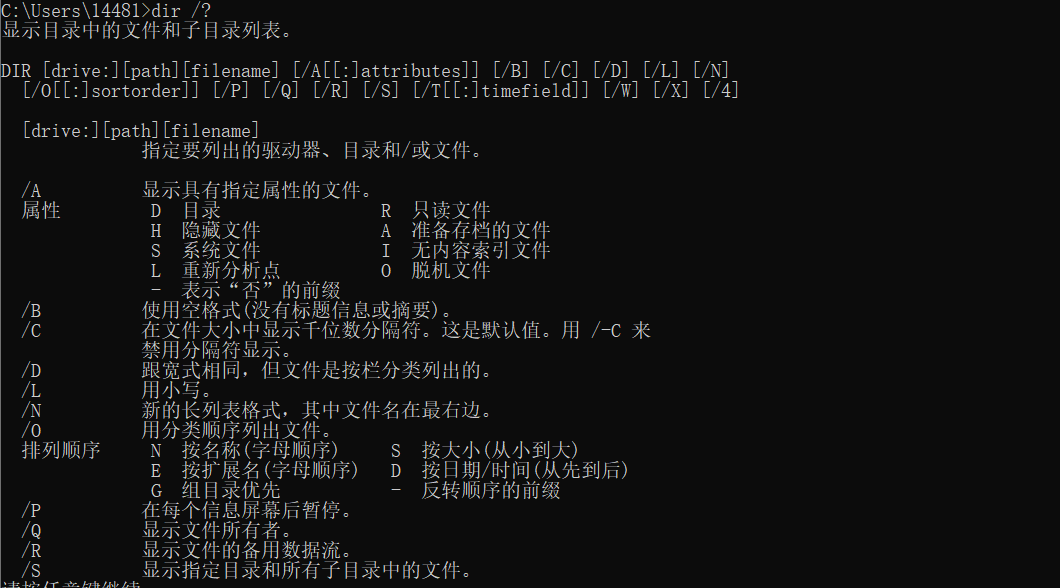 C:\Users\14481>dir /?
显示目录中的文件和子目录列表。
DIR [drive:][path][filename] [/A[[:]attributes]] [/B] [/C] [/D] [/L] [/N]
[/O[[:]sortorder]] [/P] [/Q] [/R] [/S] [/T[[:]timefield]] [/W] [/X] [/4]
[drive:][path][filename]
指定要列出的驱动器、目录和/或文件。
/A 显示具有指定属性的文件。
属性 D 目录 R 只读文件
H 隐藏文件 A 准备存档的文件
S 系统文件 I 无内容索引文件
L 重新分析点 O 脱机文件
- 表示“否”的前缀
/B 使用空格式(没有标题信息或摘要)。
/C 在文件大小中显示千位数分隔符。这是默认值。用 /-C 来
禁用分隔符显示。
/D 跟宽式相同，但文件是按栏分类列出的。
/L 用小写。
/N 新的长列表格式，其中文件名在最右边。
/O 用分类顺序列出文件。
排列顺序 N 按名称(字母顺序) S 按大小(从小到大)
E 按扩展名(字母顺序) D 按日期/时间(从先到后)
G 组目录优先 - 反转顺序的前缀
/P 在每个信息屏幕后暂停。
/Q 显示文件所有者。
/R 显示文件的备用数据流。
/S 显示指定目录和所有子目录中的文件。
请按任意键继续